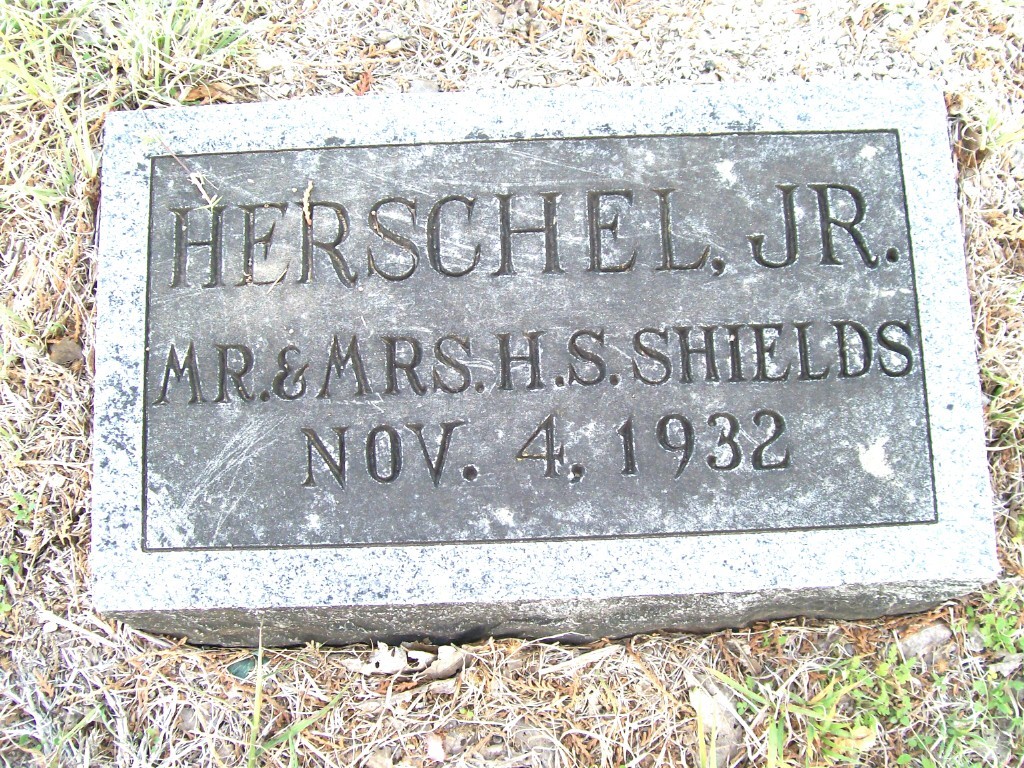 HERSCHEL, JR.
MR. & MRS. H. S. SHIELDS
NOV. 4, 1932